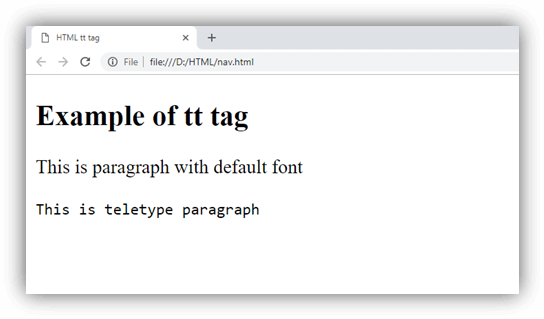 HTML tt tag
File file:///D:/HTML/nav.html
Example of tt tag
This is paragraph with default font
This is teletype paragraph